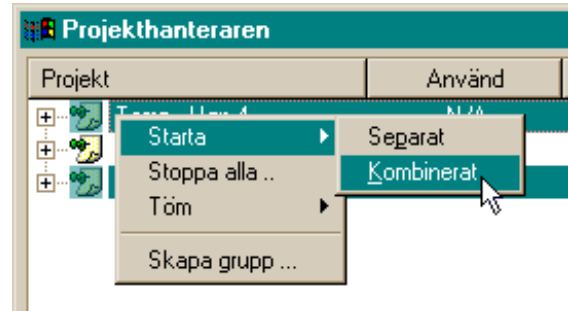 Projekthanteraren
Projekt Använd
N/A
Starta
Separat
Stoppa alla ..
Kombinerat
Töm
Skapa grupp ...